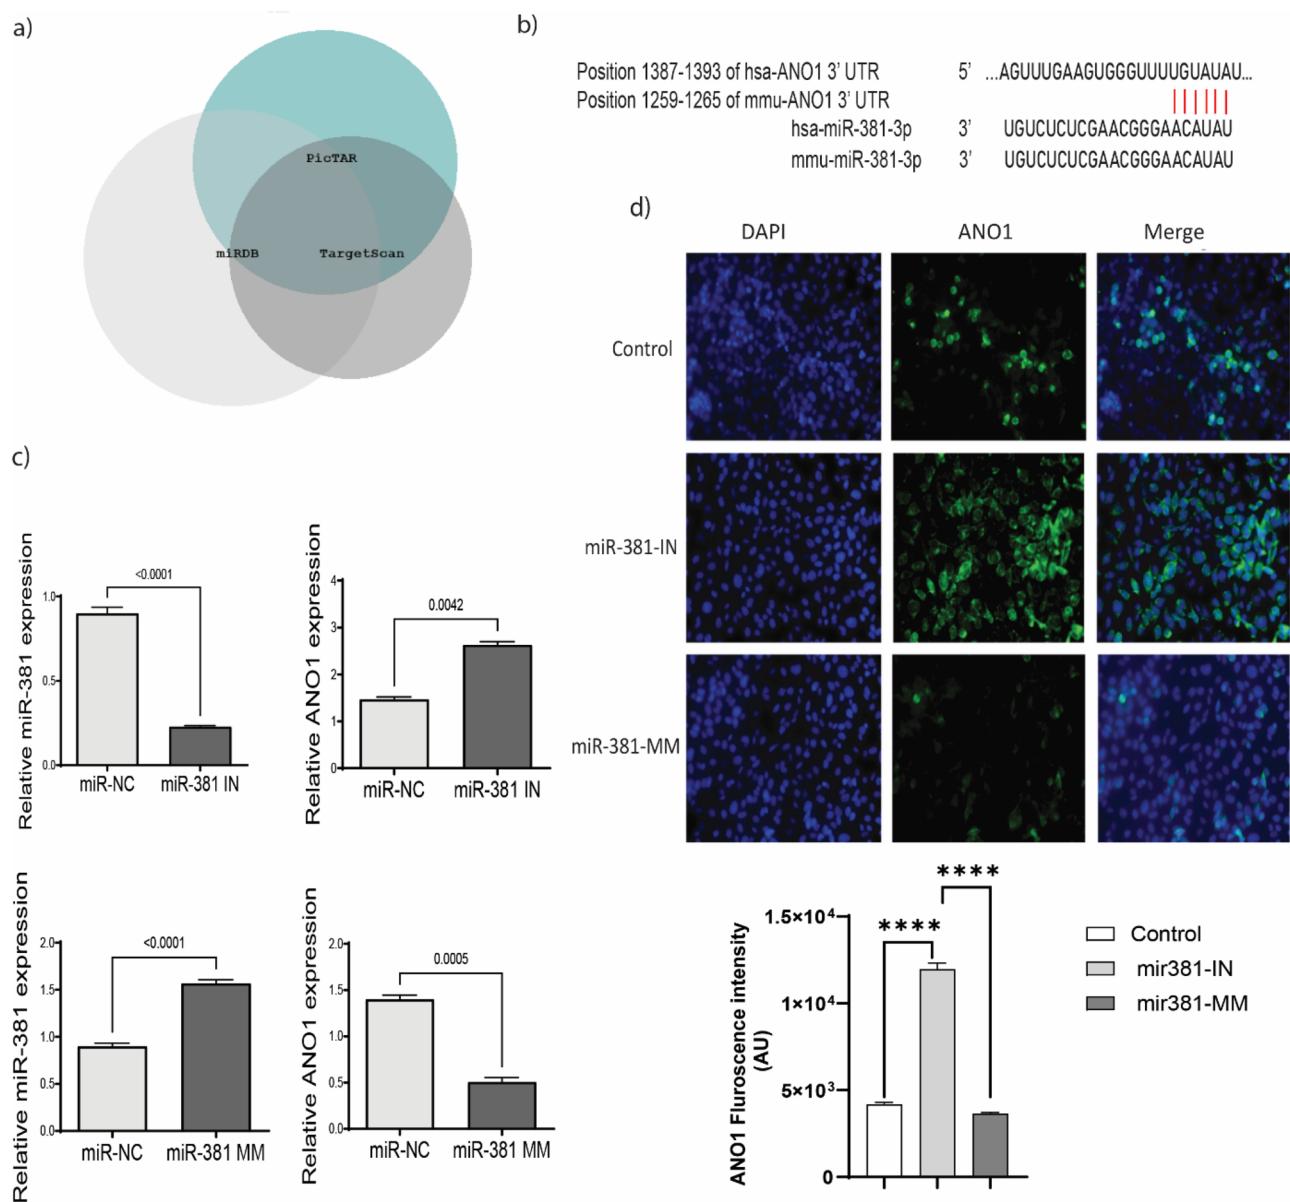 a)
PicTAR
miRDB
TargetScan
b)
Position 1387-1393 of hsa-ANO1 3' UTR 5' ...AGUUUGAAGUGGGUUUUGUAUAU...
Position 1259-1265 of mmu-ANO1 3' UTR
hsa-miR-381-3p 3' UGUCUCUCGAACGGGAACAUAU
mmu-miR-381-3p 3' UGUCUCUCGAACGGGAACAUAU
c)
Relative miR-381 expression
<0.0001
1.0
0.5
0.0
miR-NC miR-381 IN
Relative ANO1 expression
0.0042
4
3
2
1
0
miR-NC miR-381 IN
Relative miR-381 expression
<0.0001
2.0
1.5
1.0
0.5
0.0
miR-NC miR-381 MM
Relative ANO1 expression
0.0005
2.0
1.5
1.0
0.5
0.0
miR-NC miR-381 MM
d)
DAPI ANO1 Merge
Control
miR-381-IN
miR-381-MM
ANO1 Fluroscence intensity
(AU)
1.5×10⁴
1×10⁴
5×10³
0
****
****
Control
mir381-IN
mir381-MM